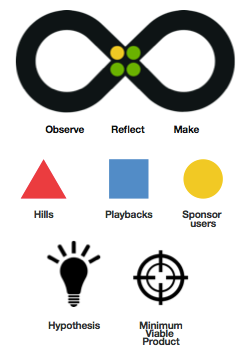 Observe Reflect Make
Hills Playbacks Sponsor
users
Hypothesis Minimum
Viable
Product